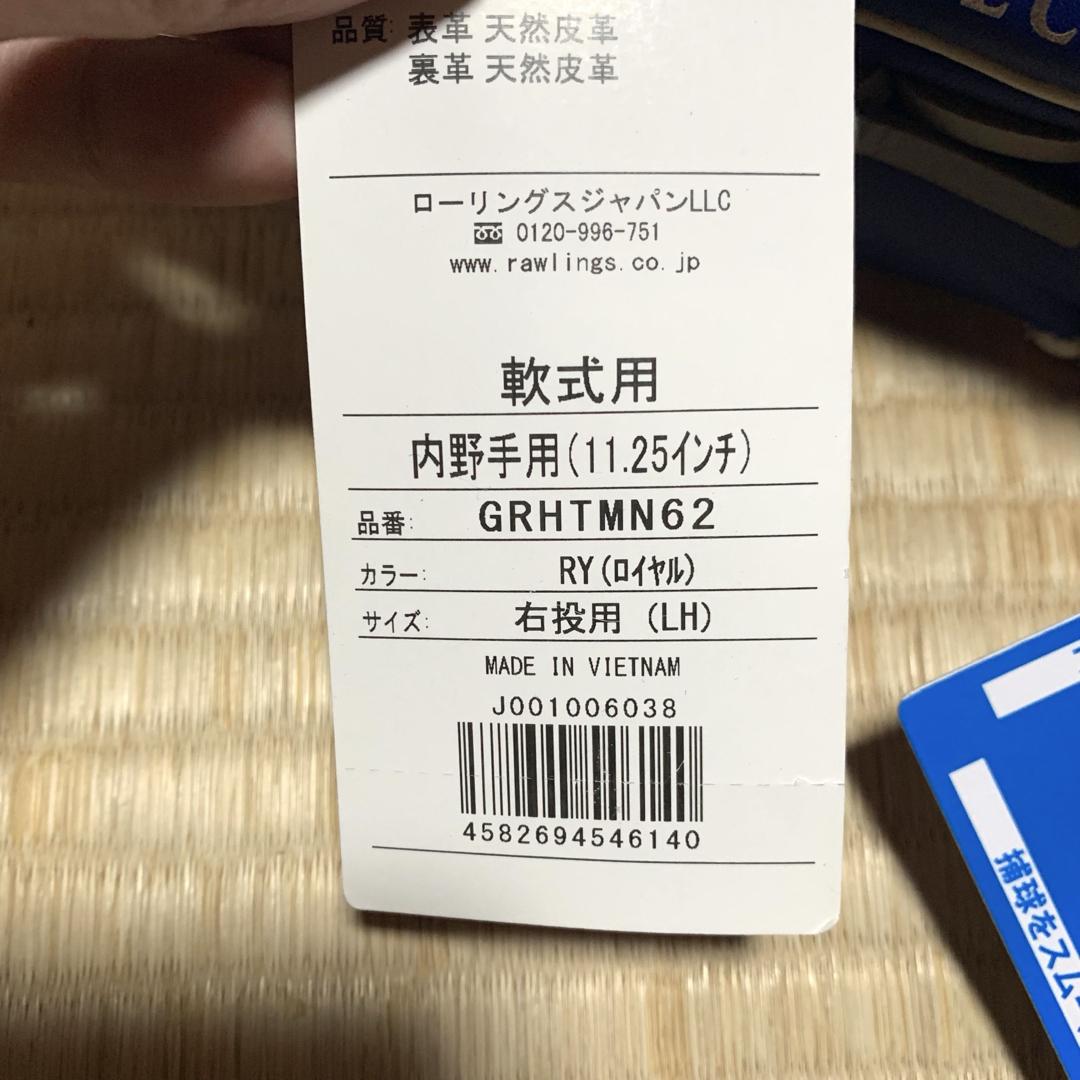 品質: 表革 天然皮革
裏革 天然皮革
ローリングスジャパンLLC
0120-996-751
www.rawlings.co.jp
軟式用
内野手用(11.25インチ)
品番: GRHTMN62
カラー: RY(ロイヤル)
サイズ: 右投用 (LH)
MADE IN VIETNAM
J001006038
4582694546140
捕球をスム